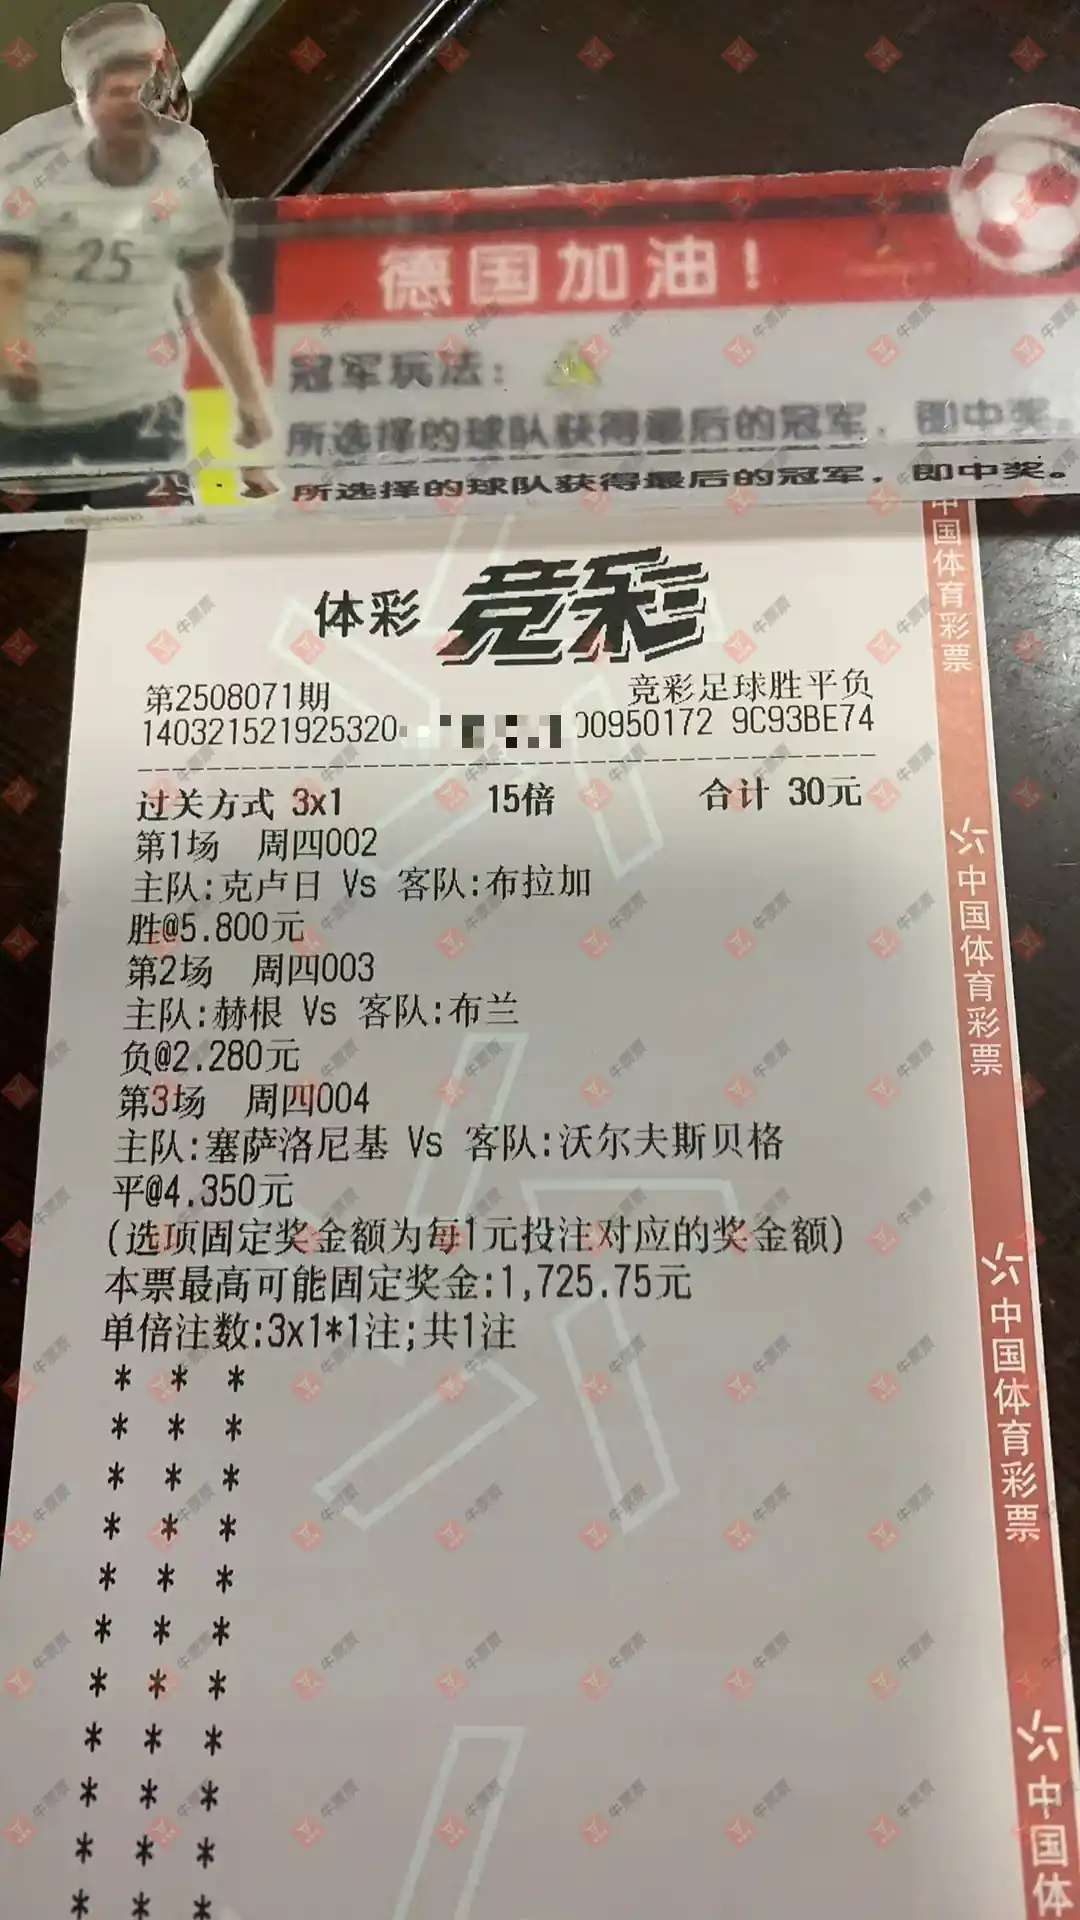 25
德国加油!
冠军玩法:
所选择的球队获得最后的冠军，即中奖。
所选择的球队获得最后的冠军，即中奖。
体彩 竞彩
第2508071期 竞彩足球胜平负
140321521925320 00950172 9C93BE74
过关方式 3x1 15倍 合计 30元
第1场 周四002
主队:克卢日 Vs 客队:布拉加
胜@5.800元
第2场 周四003
主队:赫根 Vs 客队:布兰
负@2.280元
第3场 周四004
主队:塞萨洛尼基 Vs 客队:沃尔夫斯贝格
平@4.350元
(选项固定奖金额为每1元投注对应的奖金额)
本票最高可能固定奖金:1,725.75元
单倍注数:3x1*1注;共1注
* * *
* * *
* * *
* * *
* * *
* * *
* * *
* * *
* * *
* * *
* * *
中国体育彩票
中国体育彩票
中国体育彩票
中国体
牛票票